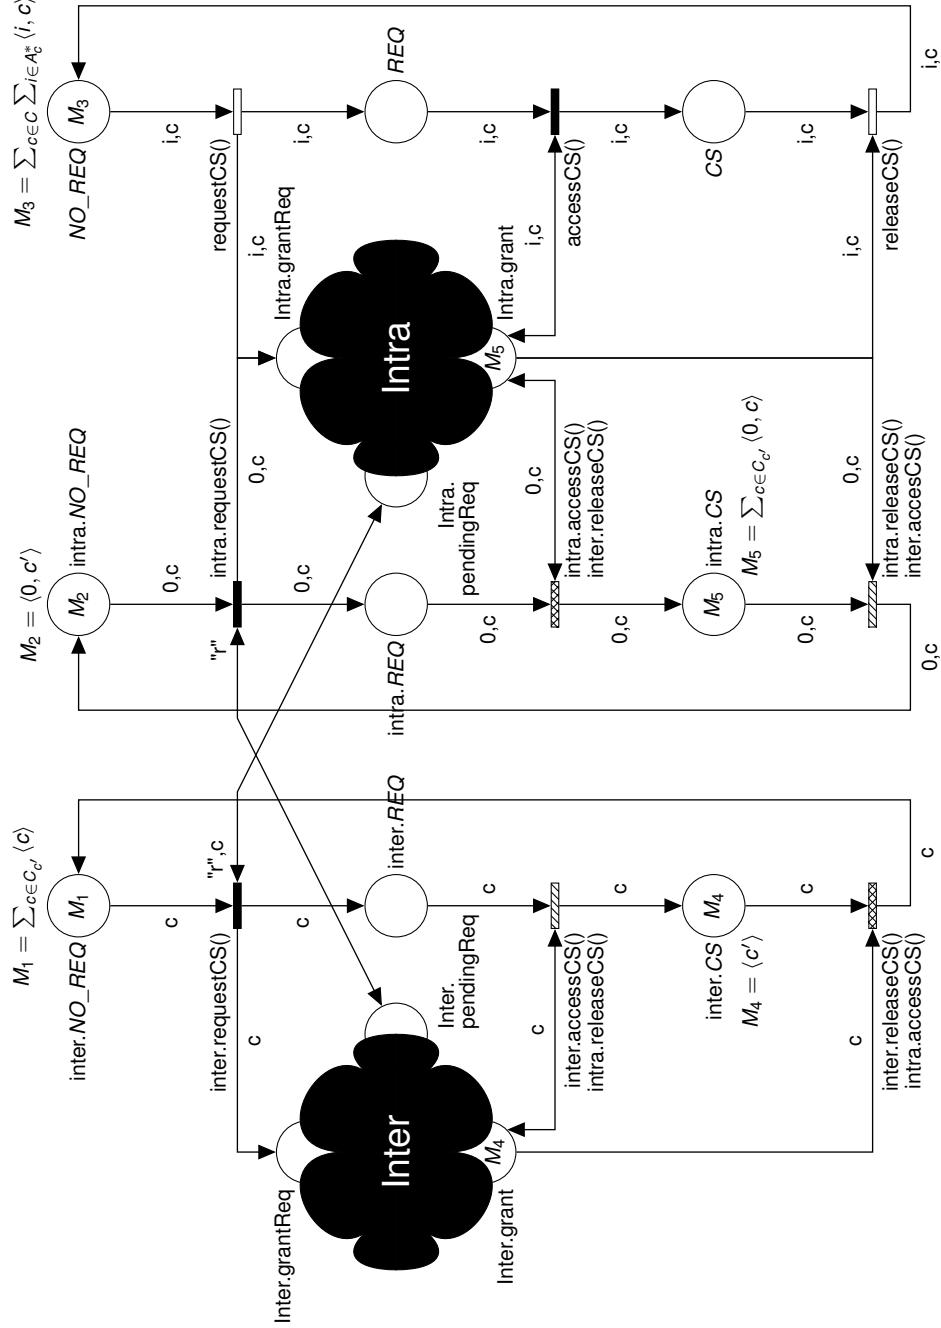 M₁ = ∑_{c∈C_{c'}} ⟨c⟩
M₂ = ⟨0, c'⟩
M₃ = ∑_{c∈C} ∑_{i∈A_c^*} ⟨i, c⟩
inter.NO_REQ
M₁
intra.NO_REQ
M₂
NO_REQ
M₃
c
0,c
i,c
inter.requestCS()
"r",c
"r"
intra.requestCS()
requestCS()
c
0,c
i,c
Inter.grantReq
Intra.grantReq
c
0,c
i,c
Inter
inter.REQ
intra.REQ
Intra
REQ
Inter.
pendingReq
Intra.
pendingReq
M₄
c
0,c
M₅
i,c
Inter.grant
Intra.grant
c
0,c
i,c
inter.accessCS()
intra.releaseCS()
intra.accessCS()
inter.releaseCS()
accessCS()
c
0,c
i,c
inter.CS
M₄
intra.CS
M₅
CS
M₄ = ⟨c'⟩
M₅ = ∑_{c∈C_{c'}} ⟨0, c⟩
c
0,c
i,c
c
0,c
i,c
inter.releaseCS()
intra.accessCS()
intra.releaseCS()
inter.accesCS()
releaseCS()
c
0,c
i,c